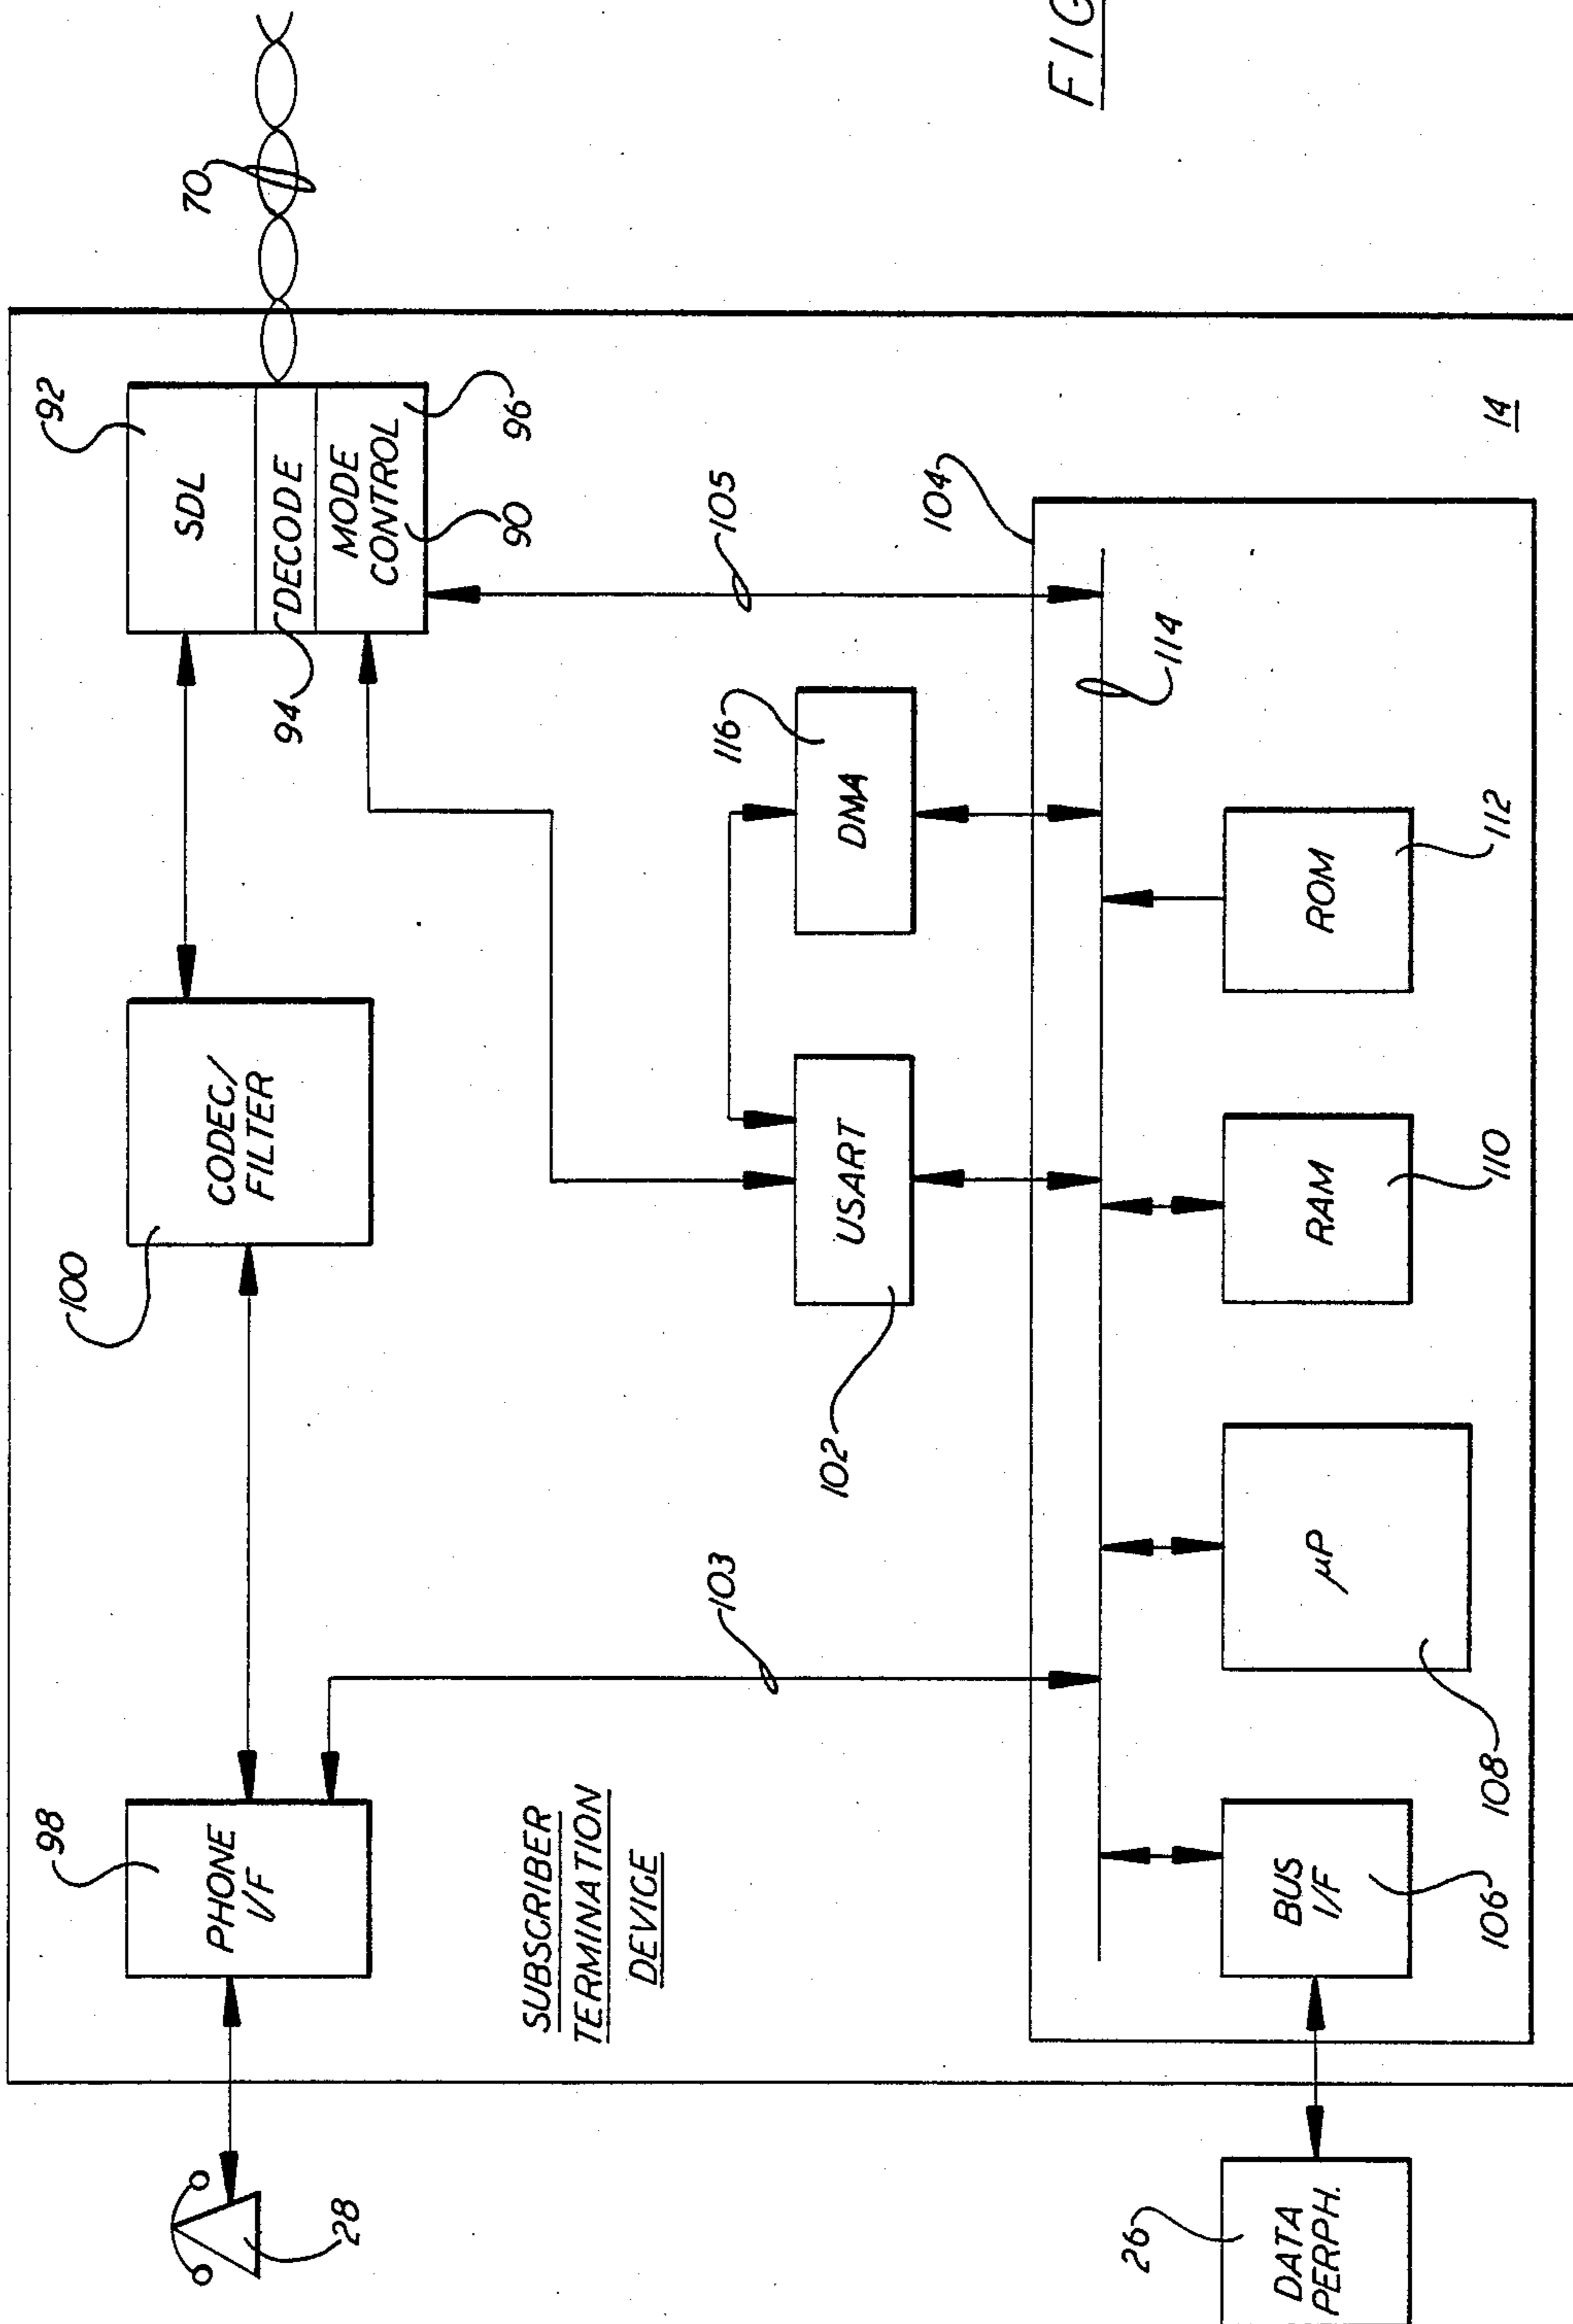 28
98
PHONE
I/F
100
CODEC/
FILTER
92
SDL
94
DECODE
MODE
CONTROL
90
96
70
SUBSCRIBER
TERMINATION
DEVICE
103
102
USART
116
DMA
105
104
26
DATA
PERPH.
BUS
I/F
106
μP
108
RAM
110
ROM
112
114
14
FIG